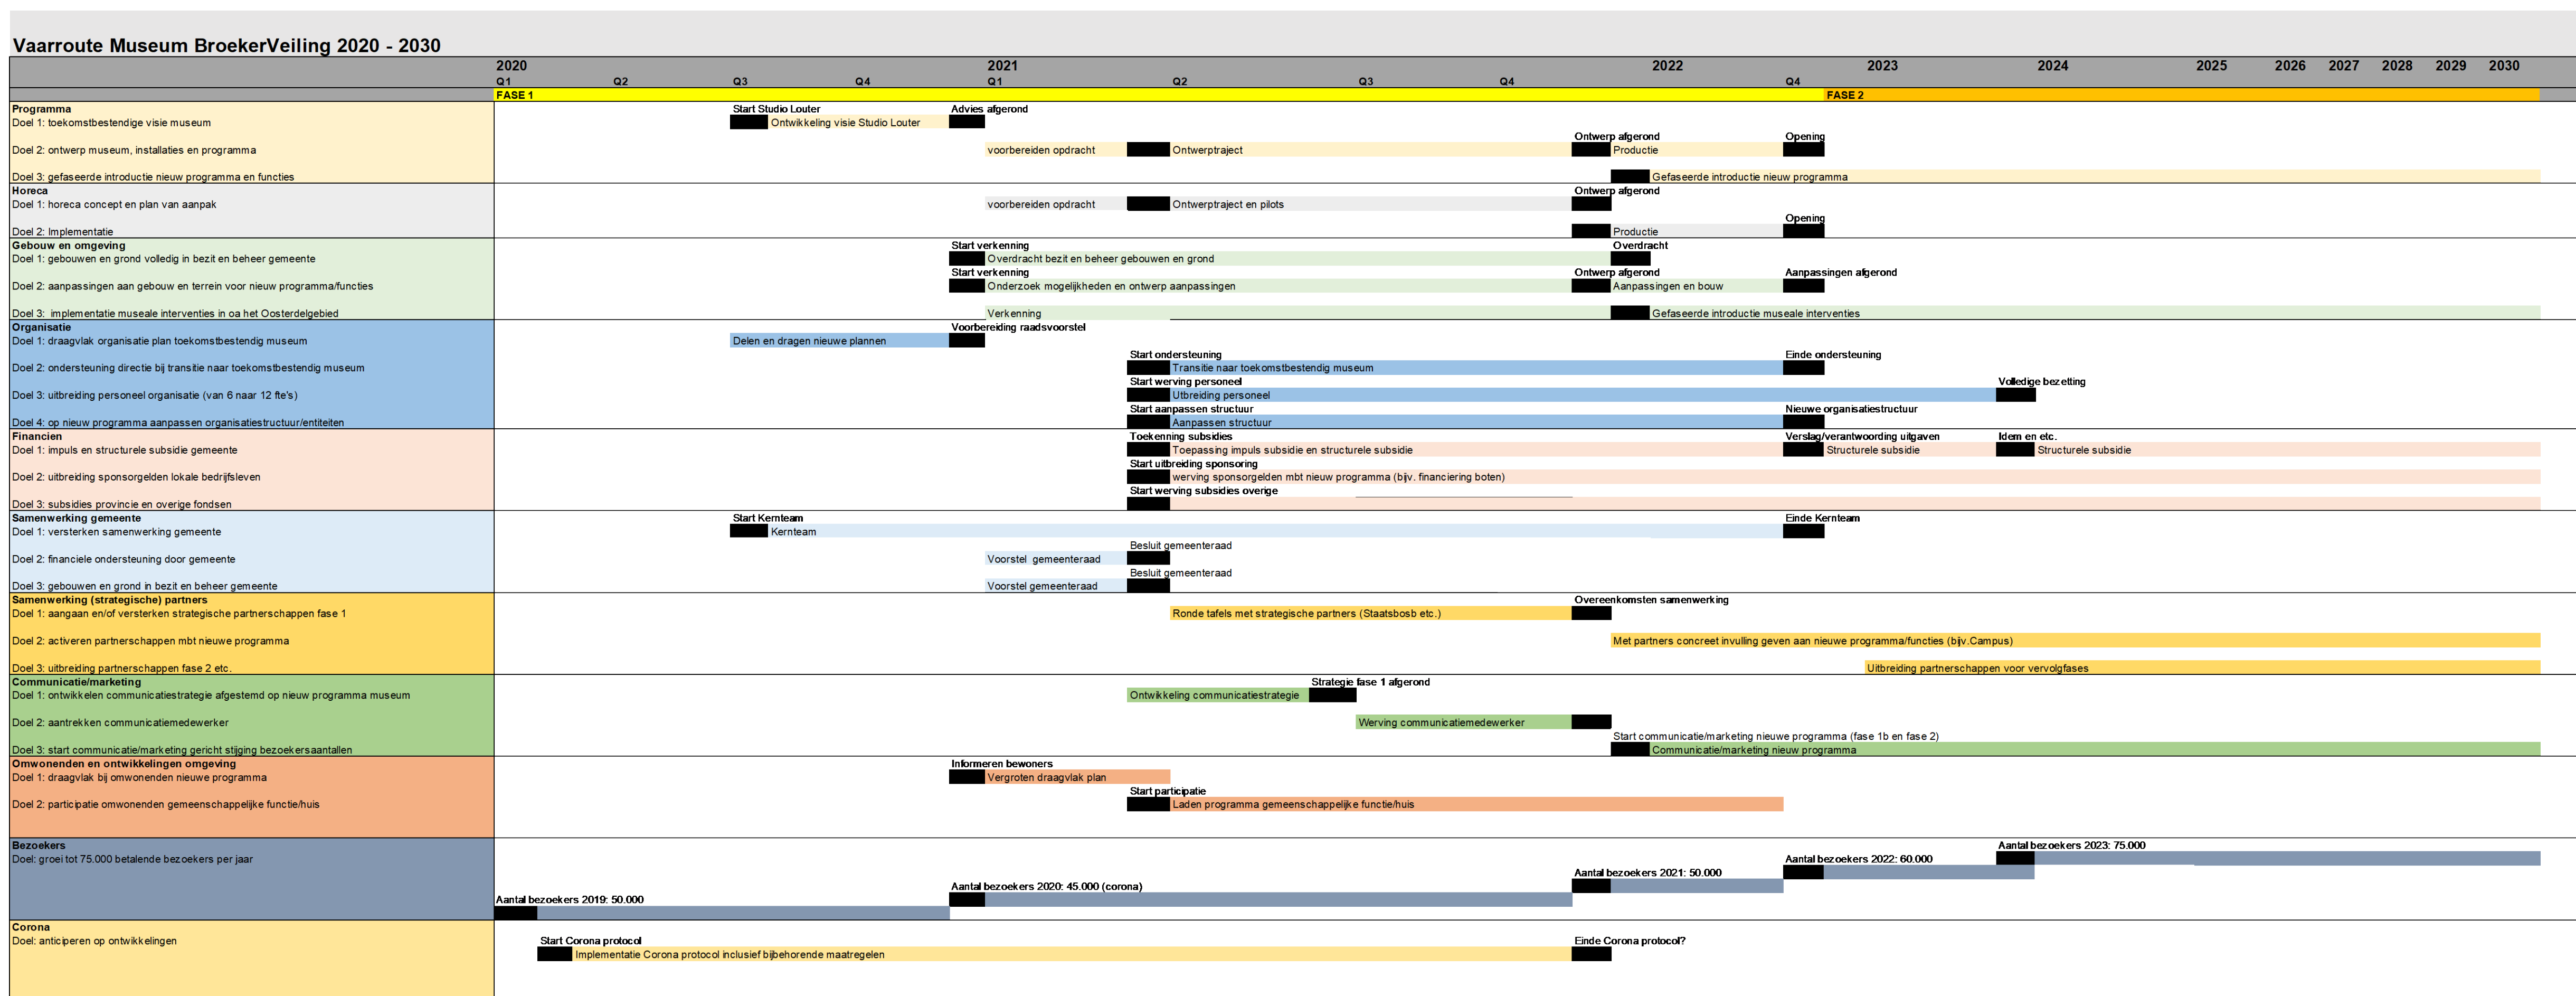 Vaarroute Museum BroekerVeiling 2020 - 2030
2020 2021 2022 2023 2024 2025 2026 2027 2028 2029 2030
Q1 Q2 Q3 Q4 Q1 Q2 Q3 Q4 Q4
FASE 1 FASE 2
Programma Start Studio Louter Advies afgerond
Doel 1: toekomstbestendige visie museum Ontwikkeling visie Studio Louter
Ontwerp afgerond Opening
Doel 2: ontwerp museum, installaties en programma voorbereiden opdracht Ontwerptraject Productie
Doel 3: gefaseerde introductie nieuw programma en functies Gefaseerde introductie nieuw programma
Horeca Ontwerp afgerond
Doel 1: horeca concept en plan van aanpak voorbereiden opdracht Ontwerptraject en pilots
Opening
Doel 2: Implementatie Productie
Gebouw en omgeving Start verkenning Overdracht
Doel 1: gebouwen en grond volledig in bezit en beheer gemeente Overdracht bezit en beheer gebouwen en grond
Start verkenning Ontwerp afgerond Aanpassingen afgerond
Doel 2: aanpassingen aan gebouw en terrein voor nieuw programma/functies Onderzoek mogelijkheden en ontwerp aanpassingen Aanpassingen en bouw
Doel 3:  implementatie museale interventies in oa het Oosterdelgebied Verkenning Gefaseerde introductie museale interventies
Organisatie Voorbereiding raadsvoorstel
Doel 1: draagvlak organisatie plan toekomstbestendig museum Delen en dragen nieuwe plannen
Start ondersteuning Einde ondersteuning
Doel 2: ondersteuning directie bij transitie naar toekomstbestendig museum Transitie naar toekomstbestendig museum
Start werving personeel Volledige bezetting
Doel 3: uitbreiding personeel organisatie (van 6 naar 12 fte's) Utbreiding personeel
Start aanpassen structuur Nieuwe organisatiestructuur
Doel 4: op nieuw programma aanpassen organisatiestructuur/entiteiten Aanpassen structuur
Financien Toekenning subsidies Verslag/verantwoording uitgaven Idem en etc.
Doel 1: impuls en structurele subsidie gemeente Toepassing impuls subsidie en structurele subsidie Structurele subsidie Structurele subsidie
Start uitbreiding sponsoring
Doel 2: uitbreiding sponsorgelden lokale bedrijfsleven werving sponsorgelden mbt nieuw programma (bijv. financiering boten)
Start werving subsidies overige
Doel 3: subsidies provincie en overige fondsen
Samenwerking gemeente Start Kernteam Einde Kernteam
Doel 1: versterken samenwerking gemeente Kernteam
Besluit gemeenteraad
Doel 2: financiele ondersteuning door gemeente Voorstel  gemeenteraad
Besluit gemeenteraad
Doel 3: gebouwen en grond in bezit en beheer gemeente Voorstel gemeenteraad
Samenwerking (strategische) partners Overeenkomsten samenwerking
Doel 1: aangaan en/of versterken strategische partnerschappen fase 1 Ronde tafels met strategische partners (Staatsbosb etc.)
Doel 2: activeren partnerschappen mbt nieuwe programma Met partners concreet invulling geven aan nieuwe programma/functies (bijv.Campus)
Doel 3: uitbreiding partnerschappen fase 2 etc. Uitbreiding partnerschappen voor vervolgfases
Communicatie/marketing Strategie fase 1 afgerond
Doel 1: ontwikkelen communicatiestrategie afgestemd op nieuw programma museum Ontwikkeling communicatiestrategie
Doel 2: aantrekken communicatiemedewerker Werving communicatiemedewerker
Start communicatie/marketing nieuwe programma (fase 1b en fase 2)
Doel 3: start communicatie/marketing gericht stijging bezoekersaantallen Communicatie/marketing nieuw programma
Omwonenden en ontwikkelingen omgeving Informeren bewoners
Doel 1: draagvlak bij omwonenden nieuwe programma Vergroten draagvlak plan
Start participatie
Doel 2: participatie omwonenden gemeenschappelijke functie/huis Laden programma gemeenschappelijke functie/huis
Bezoekers Aantal bezoekers 2023: 75.000
Doel: groei tot 75.000 betalende bezoekers per jaar Aantal bezoekers 2022: 60.000
Aantal bezoekers 2021: 50.000
Aantal bezoekers 2020: 45.000 (corona)
Aantal bezoekers 2019: 50.000
Corona
Doel: anticiperen op ontwikkelingen Start Corona protocol Einde Corona protocol?
Implementatie Corona protocol inclusief bijbehorende maatregelen